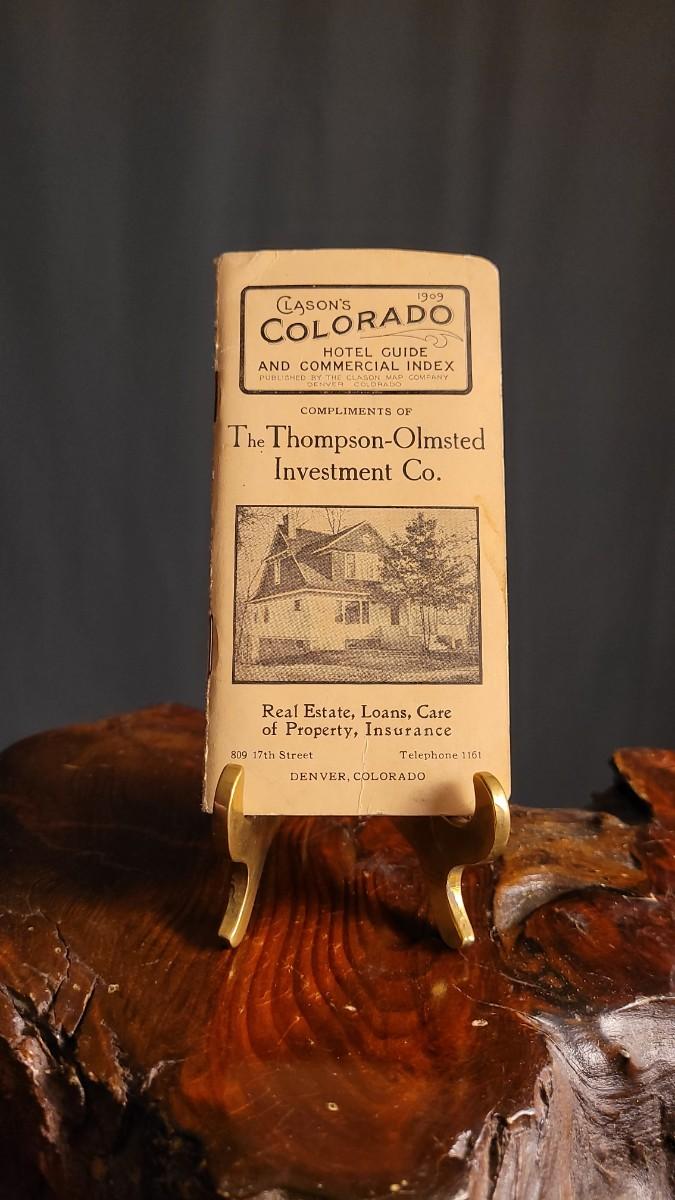 CLASON'S 1909
COLORADO
HOTEL GUIDE
AND COMMERCIAL INDEX
PUBLISHED BY THE CLASON MAP COMPANY
DENVER COLORADO
COMPLIMENTS OF
The Thompson-Olmsted
Investment Co.
Real Estate, Loans, Care
of Property, Insurance
809 17th Street Telephone 1161
DENVER, COLORADO